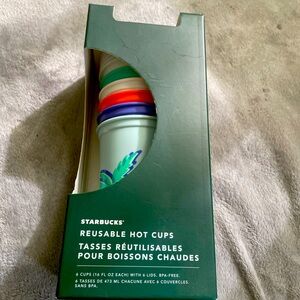 STARBUCKS®
REUSABLE HOT CUPS
TASSES RÉUTILISABLES
POUR BOISSONS CHAUDES
6 CUPS (16 FL OZ EACH) WITH 6 LIDS. BPA-FREE.
6 TASSES DE 473 ML CHACUNE AVEC 6 COUVERCLES.
SANS BPA.